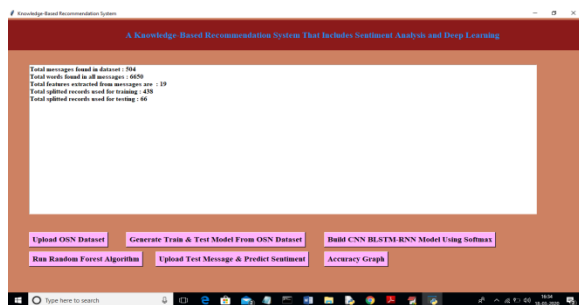 Knowledge-Based Recommendation System
A Knowledge-Based Recommendation System That Includes Sentiment Analysis and Deep Learning
Total messages found in dataset : 504
Total words found in all messages : 6650
Total features extracted from messages are : 19
Total splitted records used for training : 438
Total splitted records used for testing : 66
Upload OSN Dataset
Generate Train & Test Model From OSN Dataset
Build CNN BLSTM-RNN Model Using Softmax
Run Random Forest Algorithm
Upload Test Message & Predict Sentiment
Accuracy Graph
Type here to search
16:34
15-03-2020